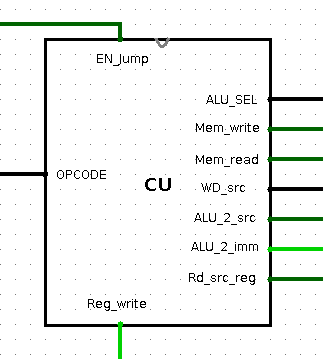 EN_Jump
ALU_SEL
Mem_write
Mem_read
OPCODE
CU
WD_src
ALU_2_src
ALU_2_imm
Rd_src_reg
Reg_write